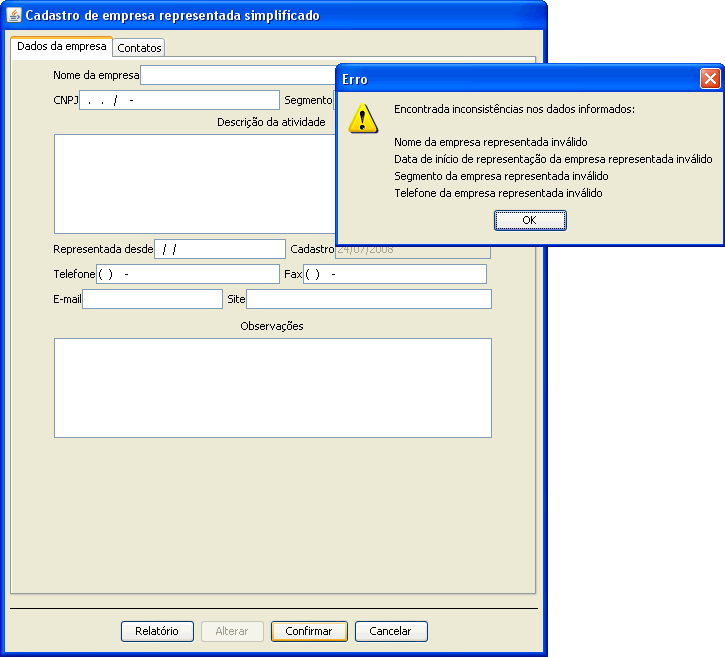 Cadastro de empresa representada simplificado
Dados da empresa
Contatos
Nome da empresa
CNPJ . . / -
Segmento
Descrição da atividade
Representada desde / /
Cadastro 24/07/2008
Telefone ( ) -
Fax ( ) -
E-mail
Site
Observações
Relatório
Alterar
Confirmar
Cancelar
Erro
Encontrada inconsistências nos dados informados:
Nome da empresa representada inválido
Data de início de representação da empresa representada inválido
Segmento da empresa representada inválido
Telefone da empresa representada inválido
OK